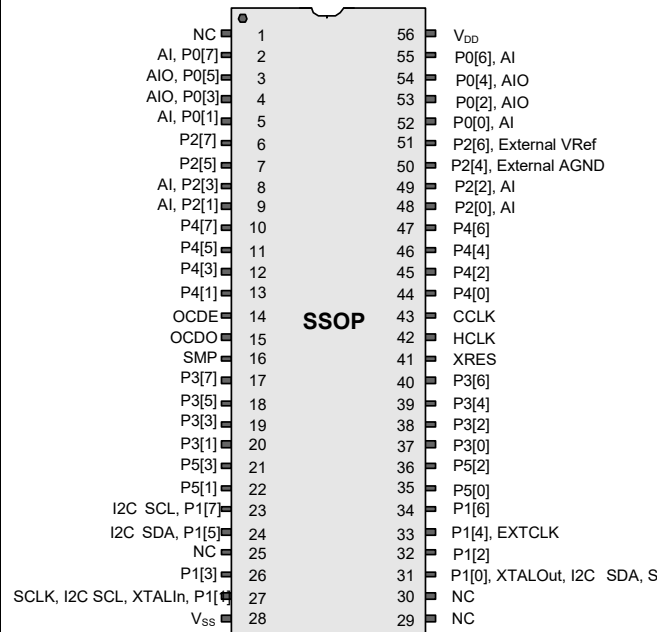 NC 1 56 VDD
AI, P0[7] 2 55 P0[6], AI
AIO, P0[5] 3 54 P0[4], AIO
AIO, P0[3] 4 53 P0[2], AIO
AI, P0[1] 5 52 P0[0], AI
P2[7] 6 51 P2[6], External VRef
P2[5] 7 50 P2[4], External AGND
AI, P2[3] 8 49 P2[2], AI
AI, P2[1] 9 48 P2[0], AI
P4[7] 10 47 P4[6]
P4[5] 11 46 P4[4]
P4[3] 12 45 P4[2]
P4[1] 13 44 P4[0]
OCDE 14 SSOP 43 CCLK
OCDO 15 42 HCLK
SMP 16 41 XRES
P3[7] 17 40 P3[6]
P3[5] 18 39 P3[4]
P3[3] 19 38 P3[2]
P3[1] 20 37 P3[0]
P5[3] 21 36 P5[2]
P5[1] 22 35 P5[0]
I2C SCL, P1[7] 23 34 P1[6]
I2C SDA, P1[5] 24 33 P1[4], EXTCLK
NC 25 32 P1[2]
P1[3] 26 31 P1[0], XTALOut, I2C SDA,
SCLK, I2C SCL, XTALIn, P1[1] 27 30 NC
VSS 28 29 NC